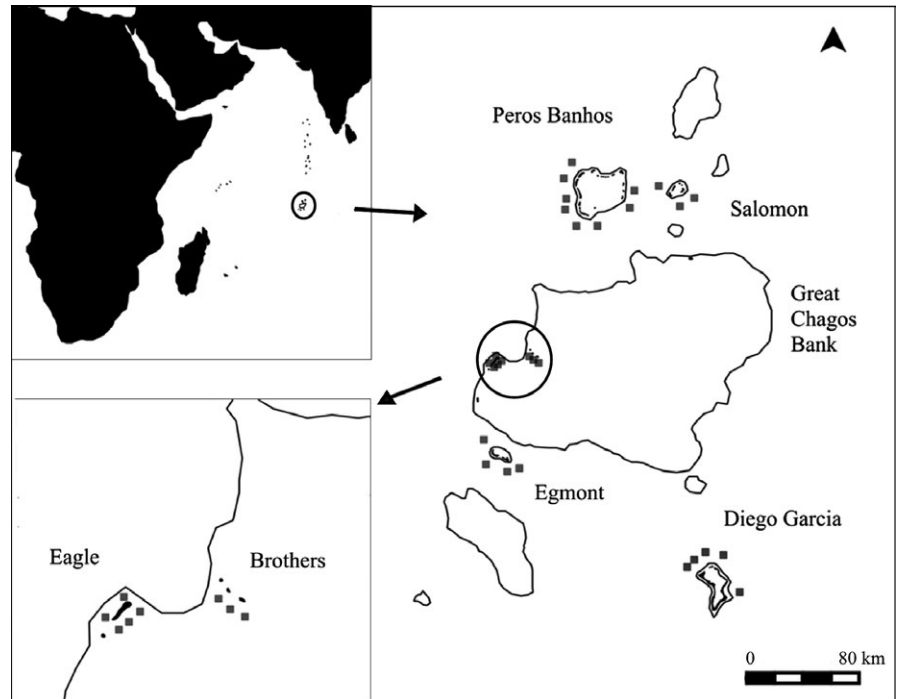 Peros Banhos
Salomon
Great
Chagos
Bank
Egmont
Diego Garcia
Eagle
Brothers
0 80 km